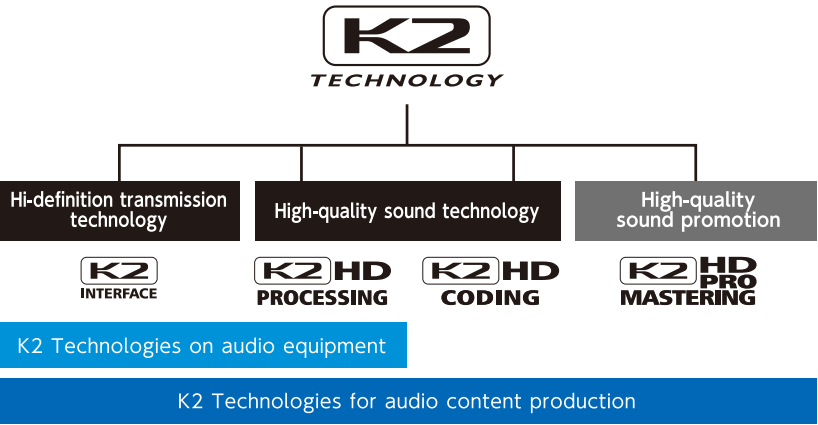 K2
TECHNOLOGY
Hi-definition transmission
technology
High-quality sound technology
High-quality
sound promotion
K2
INTERFACE
K2 HD
PROCESSING
K2 HD
CODING
K2 HD
PRO
MASTERING
K2 Technologies on audio equipment
K2 Technologies for audio content production